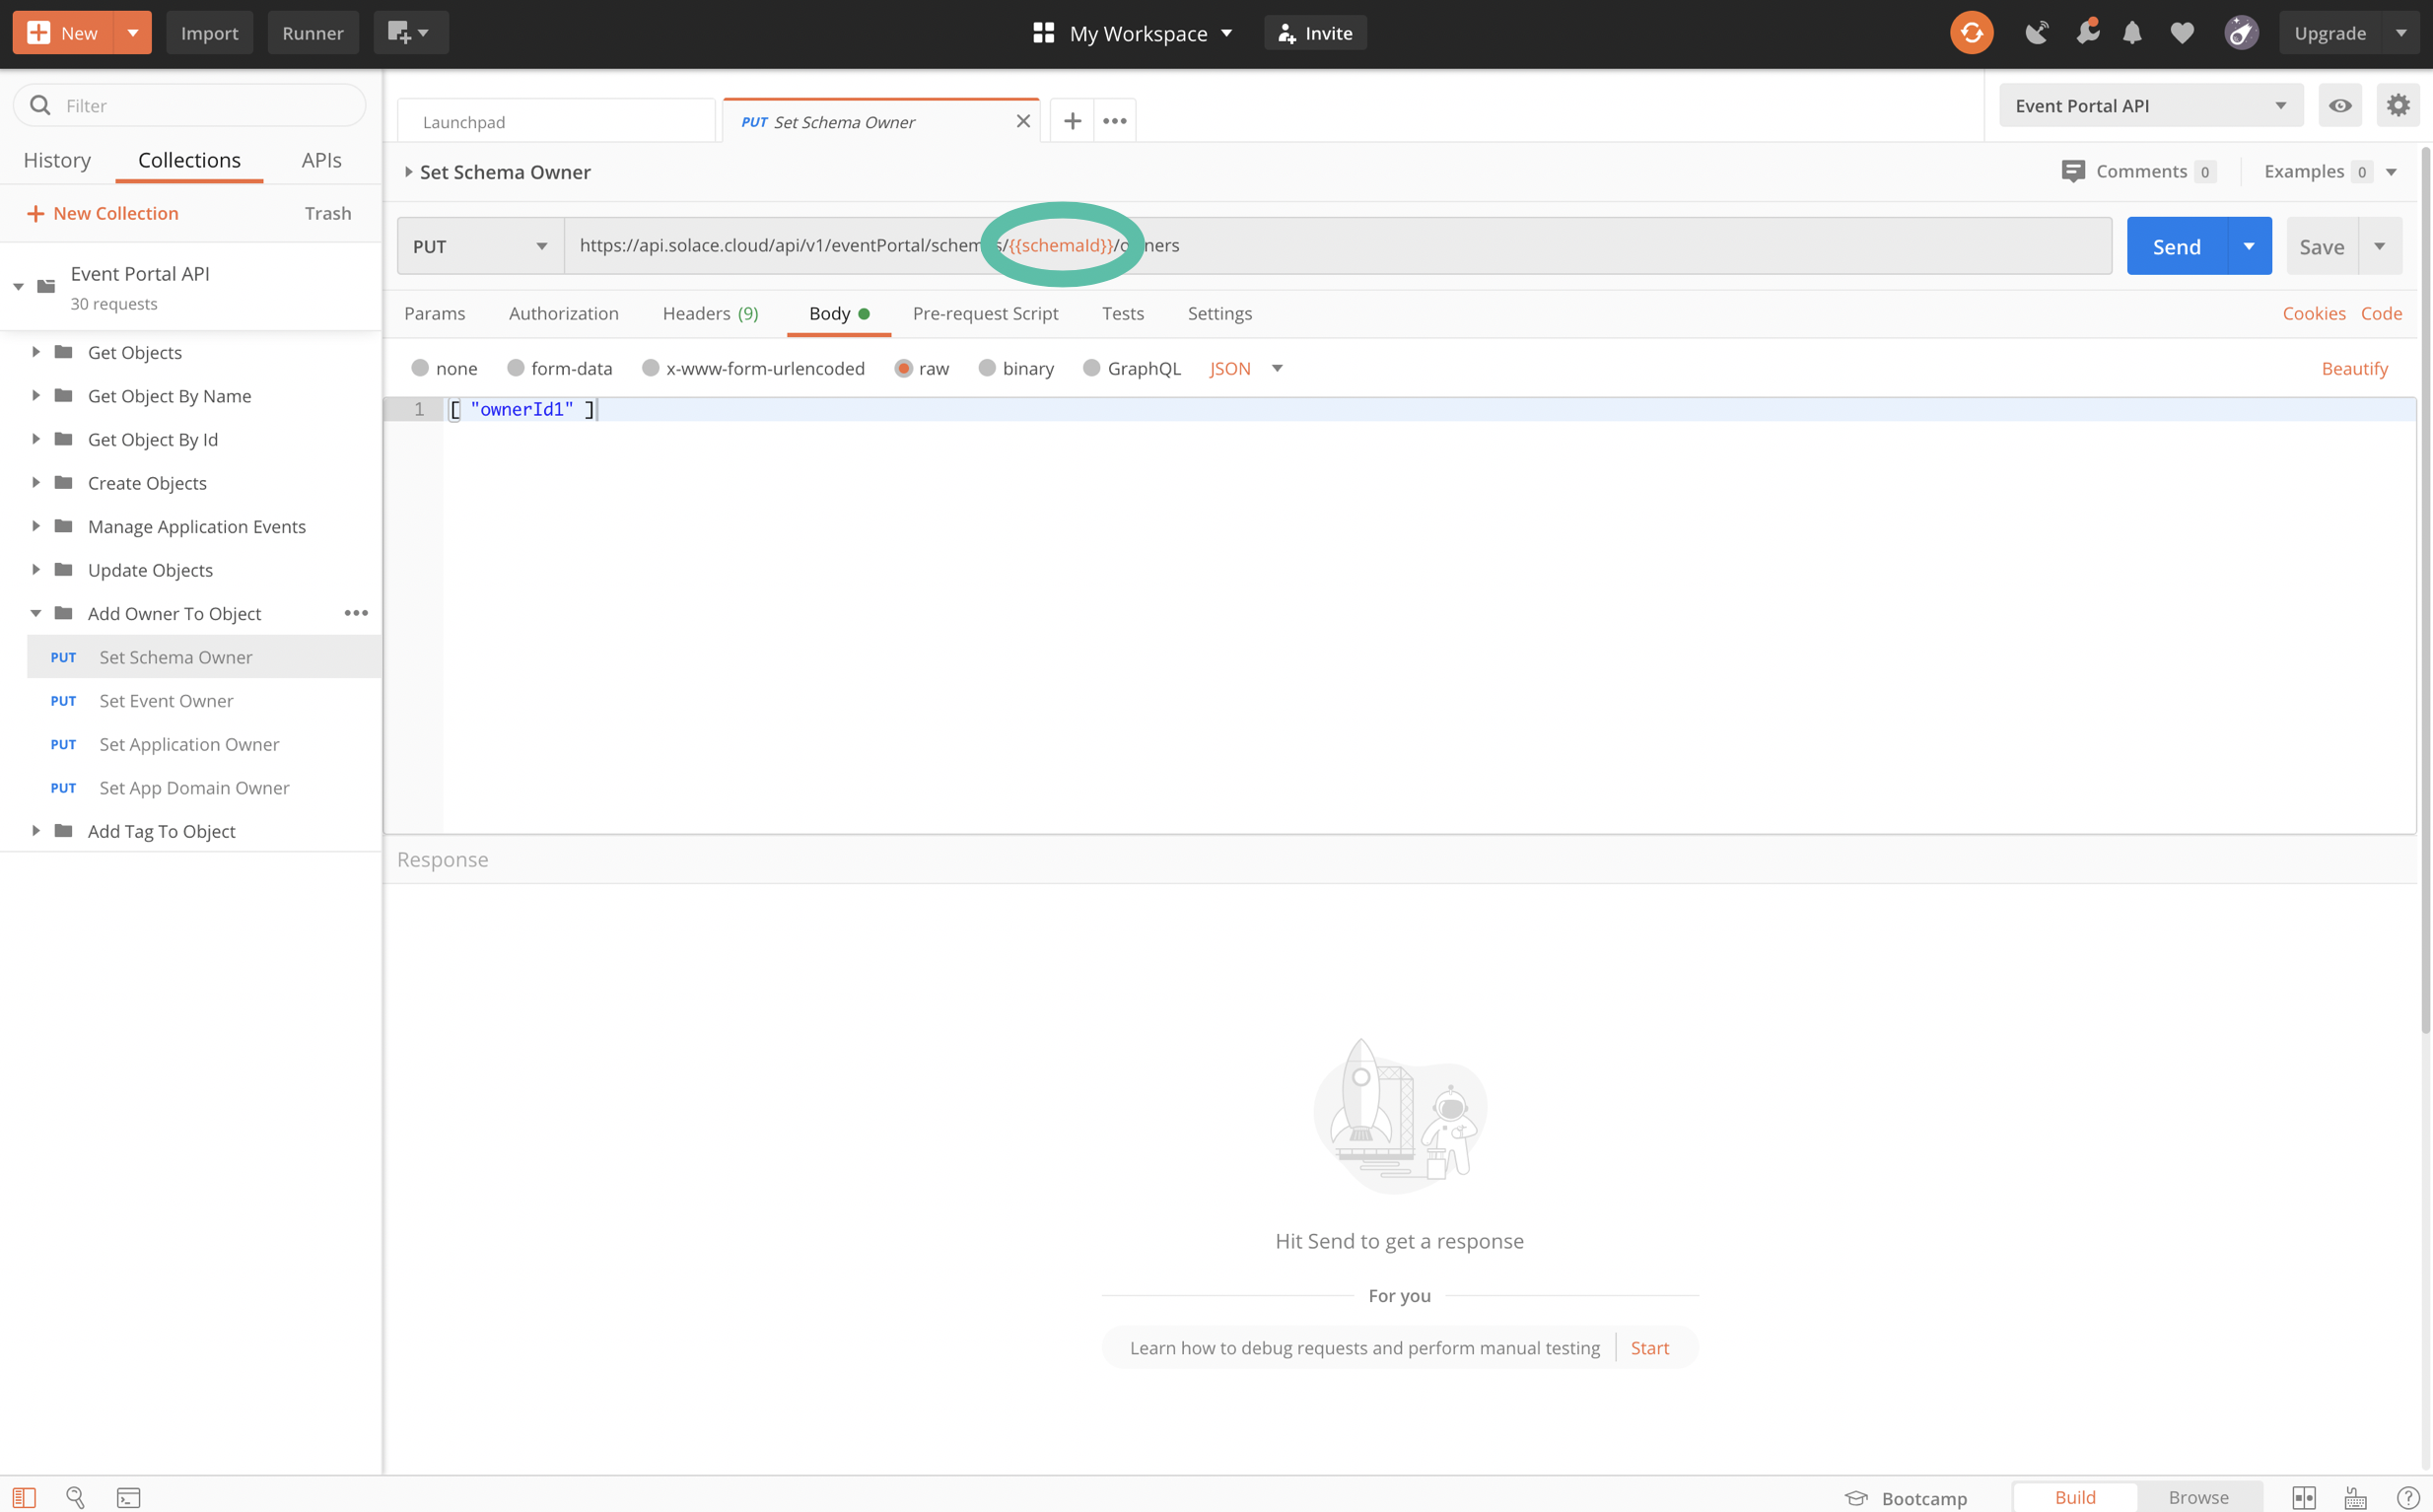 New
Import
Runner
My Workspace
Invite
Upgrade
Filter
History
Collections
APIs
New Collection
Trash
Event Portal API
30 requests
Get Objects
Get Object By Name
Get Object By Id
Create Objects
Manage Application Events
Update Objects
Add Owner To Object
PUT Set Schema Owner
PUT Set Event Owner
PUT Set Application Owner
PUT Set App Domain Owner
Add Tag To Object
Launchpad
PUT Set Schema Owner
Event Portal API
Set Schema Owner
Comments 0
Examples 0
PUT
https://api.solace.cloud/api/v1/eventPortal/schemas/{{schemaId}}/owners
Send
Save
Params
Authorization
Headers (9)
Body
Pre-request Script
Tests
Settings
Cookies
Code
none
form-data
x-www-form-urlencoded
raw
binary
GraphQL
JSON
Beautify
1 [ "ownerId1" ]
Response
Hit Send to get a response
For you
Learn how to debug requests and perform manual testing
Start
Bootcamp
Build
Browse